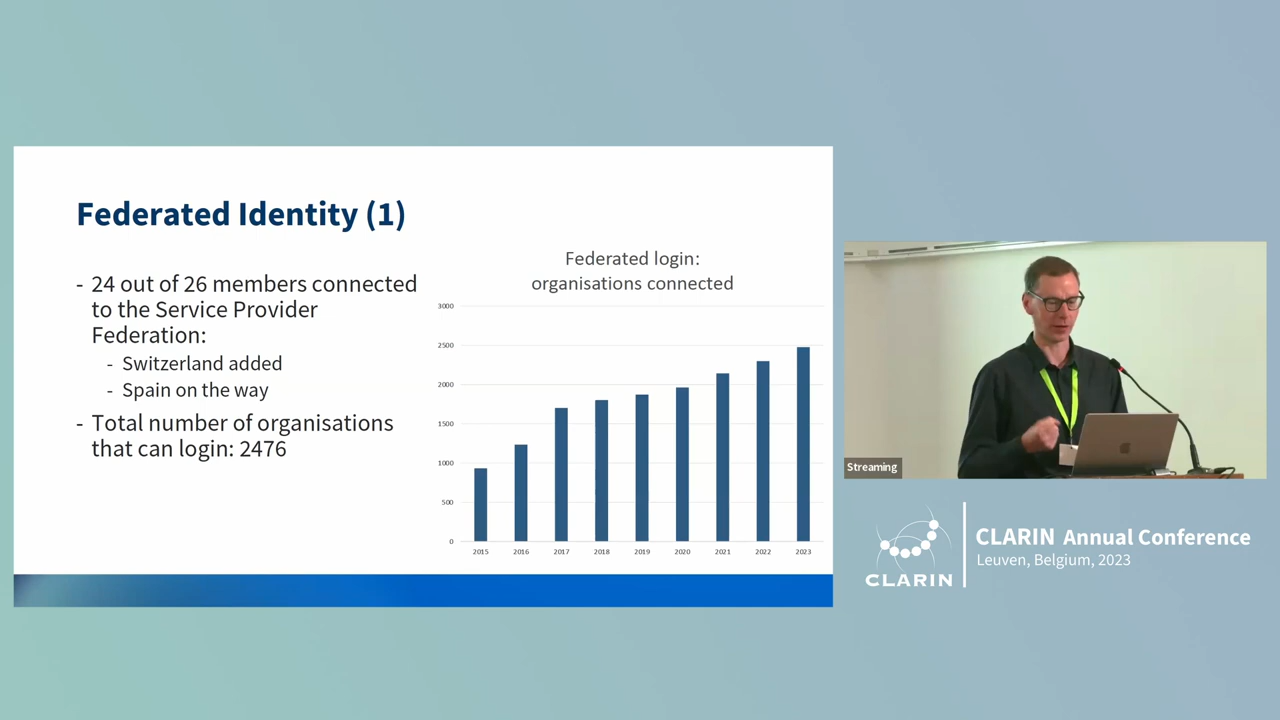 Federated Identity (1)
- 24 out of 26 members connected
to the Service Provider
Federation:
- Switzerland added
- Spain on the way
- Total number of organisations
that can login: 2476
Federated login:
organisations connected
3000
2500
2000
1500
1000
500
0
2015 2016 2017 2018 2019 2020 2021 2022 2023
Streaming
CLARIN
CLARIN Annual Conference
Leuven, Belgium, 2023